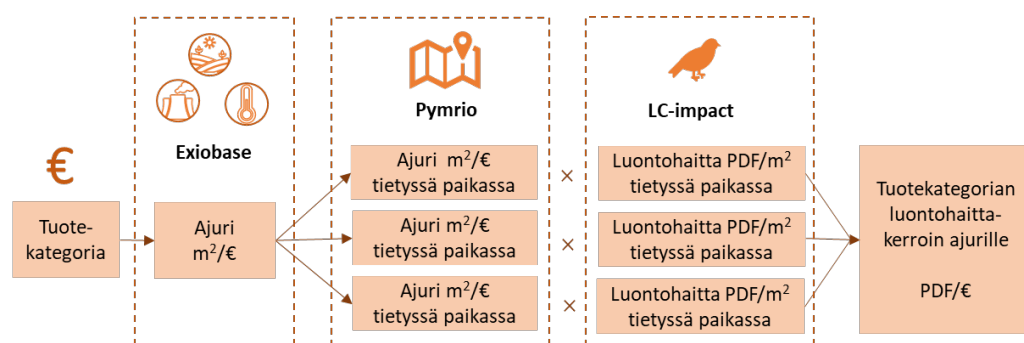 €
Tuote-
kategoria
Exiobase
Ajuri
m²/€
Pymrio
Ajuri m²/€
tietyssä paikassa
Ajuri m²/€
tietyssä paikassa
Ajuri m²/€
tietyssä paikassa
×
×
×
LC-impact
Luontohaitta PDF/m²
tietyssä paikassa
Luontohaitta PDF/m²
tietyssä paikassa
Luontohaitta PDF/m²
tietyssä paikassa
Tuotekategorian
luontohaitta-
kerroin ajurille
PDF/€